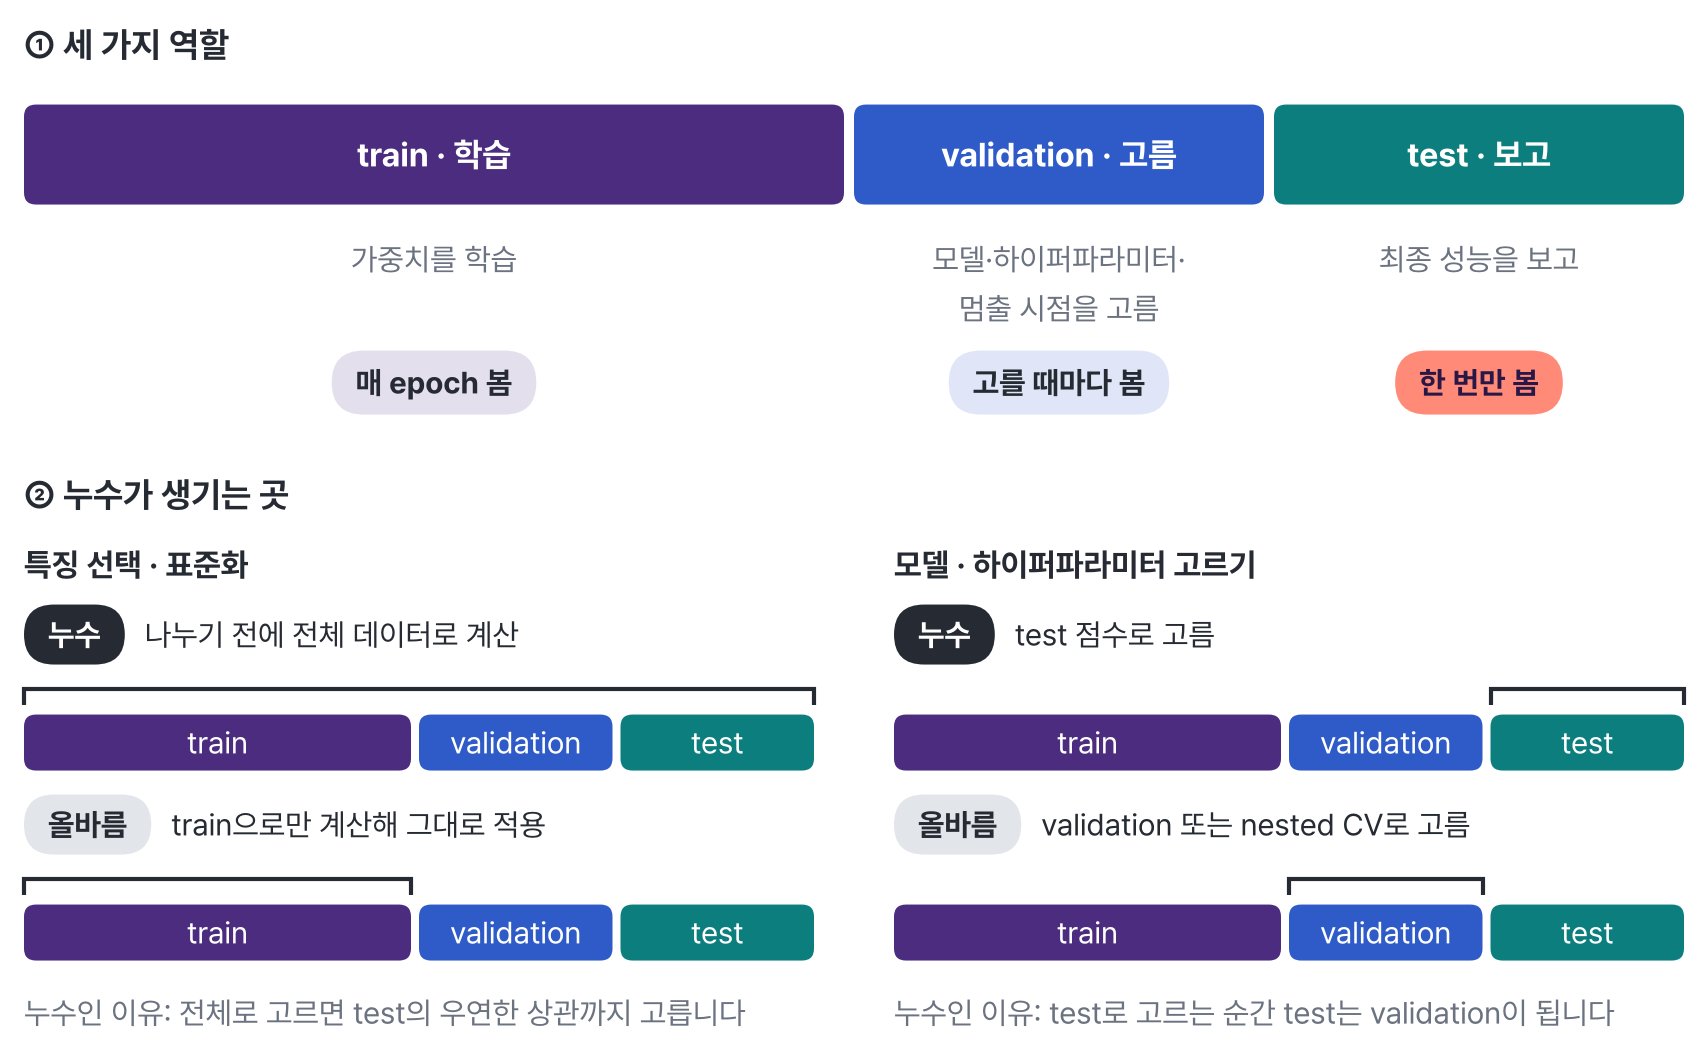 ① 세 가지 역할
train · 학습
validation · 고름
test · 보고
가중치를 학습
모델·하이퍼파라미터·
멈출 시점을 고름
최종 성능을 보고
매 epoch 봄
고를 때마다 봄
한 번만 봄
② 누수가 생기는 곳
특징 선택 · 표준화
누수 나누기 전에 전체 데이터로 계산
train validation test
올바름 train으로만 계산해 그대로 적용
train validation test
누수인 이유: 전체로 고르면 test의 우연한 상관까지 고릅니다
모델 · 하이퍼파라미터 고르기
누수 test 점수로 고름
train validation test
올바름 validation 또는 nested CV로 고름
train validation test
누수인 이유: test로 고르는 순간 test는 validation이 됩니다